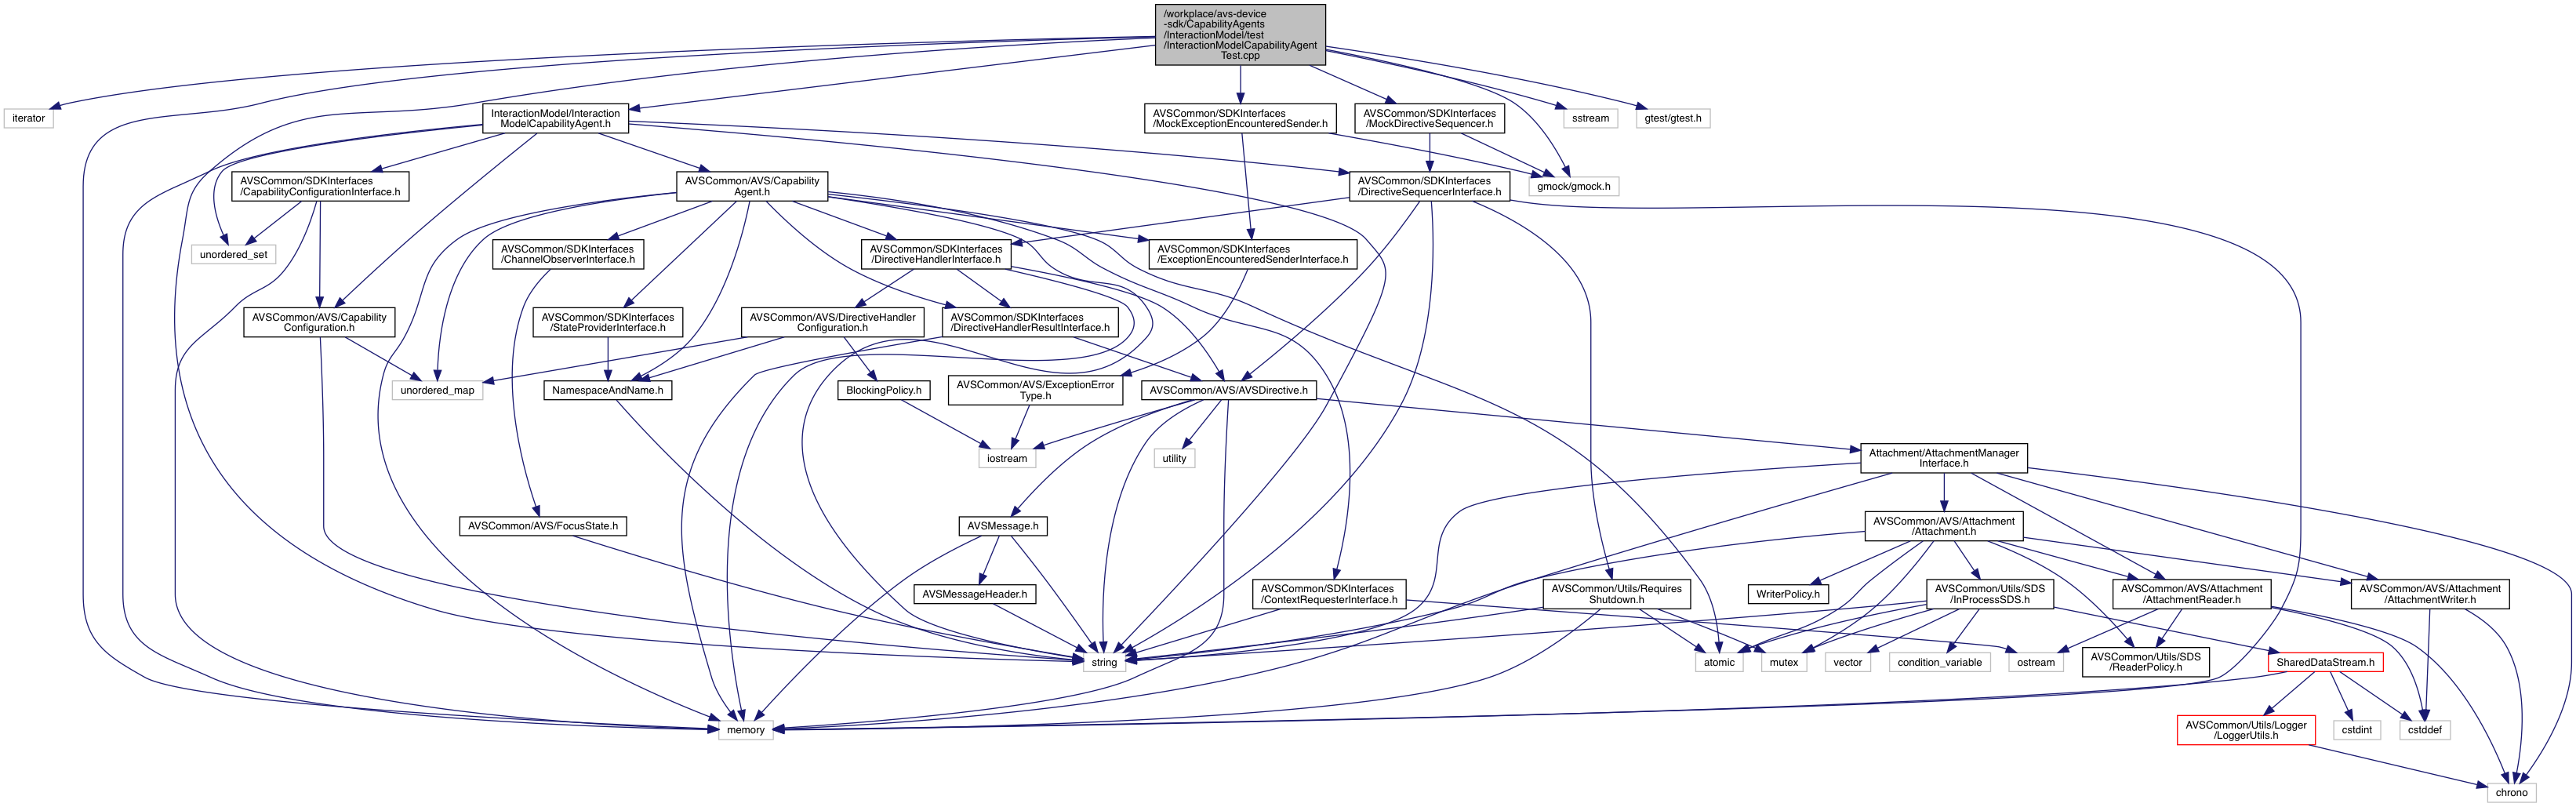 /workplace/avs-device
-sdk/CapabilityAgents
/InteractionModel/test
/InteractionModelCapabilityAgent
Test.cpp
iterator
InteractionModel/Interaction
ModelCapabilityAgent.h
AVSCommon/SDKInterfaces
/MockExceptionEncounteredSender.h
AVSCommon/SDKInterfaces
/MockDirectiveSequencer.h
sstream
gtest/gtest.h
AVSCommon/SDKInterfaces
/CapabilityConfigurationInterface.h
AVSCommon/AVS/Capability
Agent.h
AVSCommon/SDKInterfaces
/DirectiveSequencerInterface.h
gmock/gmock.h
unordered_set
AVSCommon/SDKInterfaces
/ChannelObserverInterface.h
AVSCommon/SDKInterfaces
/DirectiveHandlerInterface.h
AVSCommon/SDKInterfaces
/ExceptionEncounteredSenderInterface.h
AVSCommon/AVS/Capability
Configuration.h
AVSCommon/SDKInterfaces
/StateProviderInterface.h
AVSCommon/AVS/DirectiveHandler
Configuration.h
AVSCommon/SDKInterfaces
/DirectiveHandlerResultInterface.h
unordered_map
NamespaceAndName.h
BlockingPolicy.h
AVSCommon/AVS/ExceptionError
Type.h
AVSCommon/AVS/AVSDirective.h
iostream
utility
Attachment/AttachmentManager
Interface.h
AVSCommon/AVS/FocusState.h
AVSMessage.h
AVSCommon/AVS/Attachment
/Attachment.h
AVSMessageHeader.h
AVSCommon/SDKInterfaces
/ContextRequesterInterface.h
AVSCommon/Utils/Requires
Shutdown.h
WriterPolicy.h
AVSCommon/Utils/SDS
/InProcessSDS.h
AVSCommon/AVS/Attachment
/AttachmentReader.h
AVSCommon/AVS/Attachment
/AttachmentWriter.h
string
atomic
mutex
vector
condition_variable
ostream
AVSCommon/Utils/SDS
/ReaderPolicy.h
SharedDataStream.h
memory
AVSCommon/Utils/Logger
/LoggerUtils.h
cstdint
cstddef
chrono